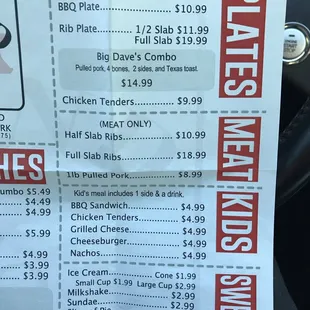 BBQ Plate $10.99
Rib Plate 1/2 Slab $11.99
Full Slab $19.99
Big Dave's Combo
Pulled pork, 4 bones, 2 sides, and Texas toast.
$14.99
Chicken Tenders $9.99
PLATES
(MEAT ONLY)
Half Slab Ribs $10.99
Full Slab Ribs $18.99
1lb Pulled Pork $8.99
MEAT
Kid's meal includes 1 side & a drink.
BBQ Sandwich $4.99
Chicken Tenders $4.99
Grilled Cheese $4.99
Cheeseburger $4.99
Nachos $4.99
KIDS
Ice Cream Cone $1.99
Small Cup $1.99 Large Cup $2.99
Milkshake $2.99
Sundae $2.99
SWE
RK
75)
HES
umbo $5.49
$4.49
$4.99
$5.99
$4.99
$3.99
$3.99